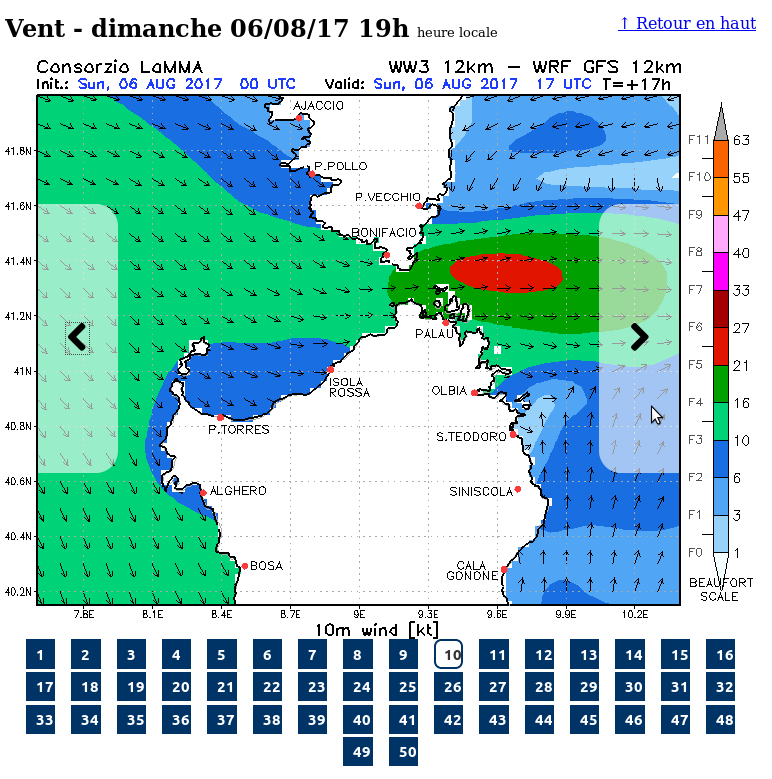 Vent - dimanche 06/08/17 19h heure locale
↑ Retour en haut
Consorzio LaMMA WW3 12km – WRF GFS 12km
Init.: Sun, 06 AUG 2017 00 UTC Valid: Sun, 06 AUG 2017 17 UTC T=+17h
AJACCIO
P.POLLO
P.VECCHIO
BONIFACIO
PALAU
ISOLA
ROSSA
OLBIA
P.TORRES
S.TEODORO
ALGHERO
SINISCOLA
BOSA
CALA
GONONE
41.8N
41.6N
41.4N
41.2N
41N
40.8N
40.6N
40.4N
40.2N
7.8E 8.1E 8.4E 8.7E 9E 9.3E 9.6E 9.9E 10.2E
10m wind [kt]
F11 63
F10 55
F9 47
F8 40
F7 33
F6 27
F5 21
F4 16
F3 10
F2 6
F1 3
F0 1
BEAUFORT
SCALE
1 2 3 4 5 6 7 8 9 10 11 12 13 14 15 16
17 18 19 20 21 22 23 24 25 26 27 28 29 30 31 32
33 34 35 36 37 38 39 40 41 42 43 44 45 46 47 48
49 50